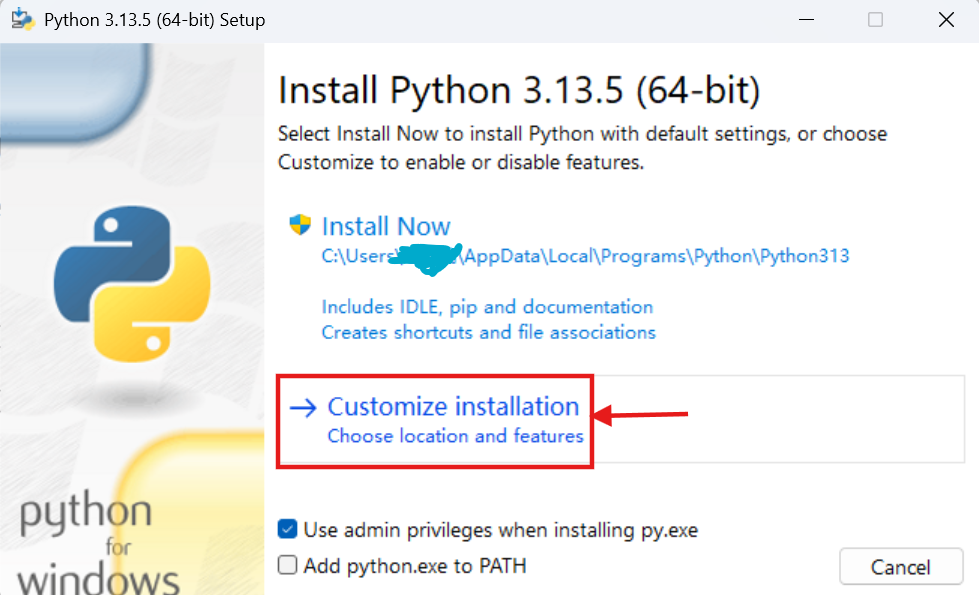 Python 3.13.5 (64-bit) Setup
Install Python 3.13.5 (64-bit)
Select Install Now to install Python with default settings, or choose
Customize to enable or disable features.
Install Now
C:\Users\ \AppData\Local\Programs\Python\Python313
Includes IDLE, pip and documentation
Creates shortcuts and file associations
Customize installation
Choose location and features
Use admin privileges when installing py.exe
Add python.exe to PATH
Cancel
python
for
windows